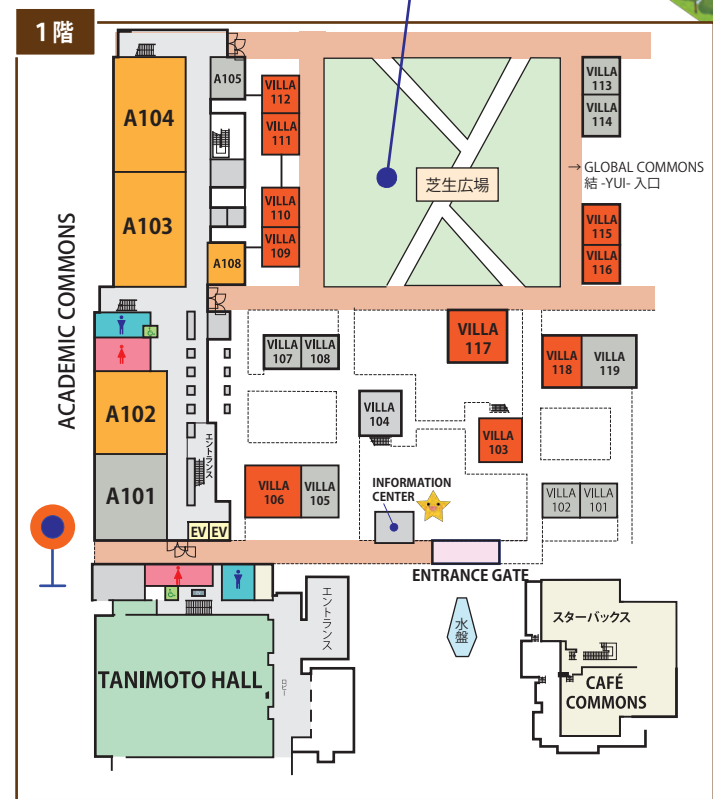 1階
A105
VILLA
112
VILLA
111
A104
VILLA
113
VILLA
114
→ GLOBAL COMMONS
結 -YUI- 入口
芝生広場
A103
VILLA
110
VILLA
109
A108
VILLA
115
VILLA
116
ACADEMIC COMMONS
VILLA
107
VILLA
108
VILLA
117
VILLA
118
VILLA
119
A102
エントランス
VILLA
104
VILLA
103
A101
VILLA
106
VILLA
105
INFORMATION
CENTER
VILLA
102
VILLA
101
EV
EV
ENTRANCE GATE
エントランス
水盤
スターバックス
TANIMOTO HALL
ロビー
CAFÉ
COMMONS